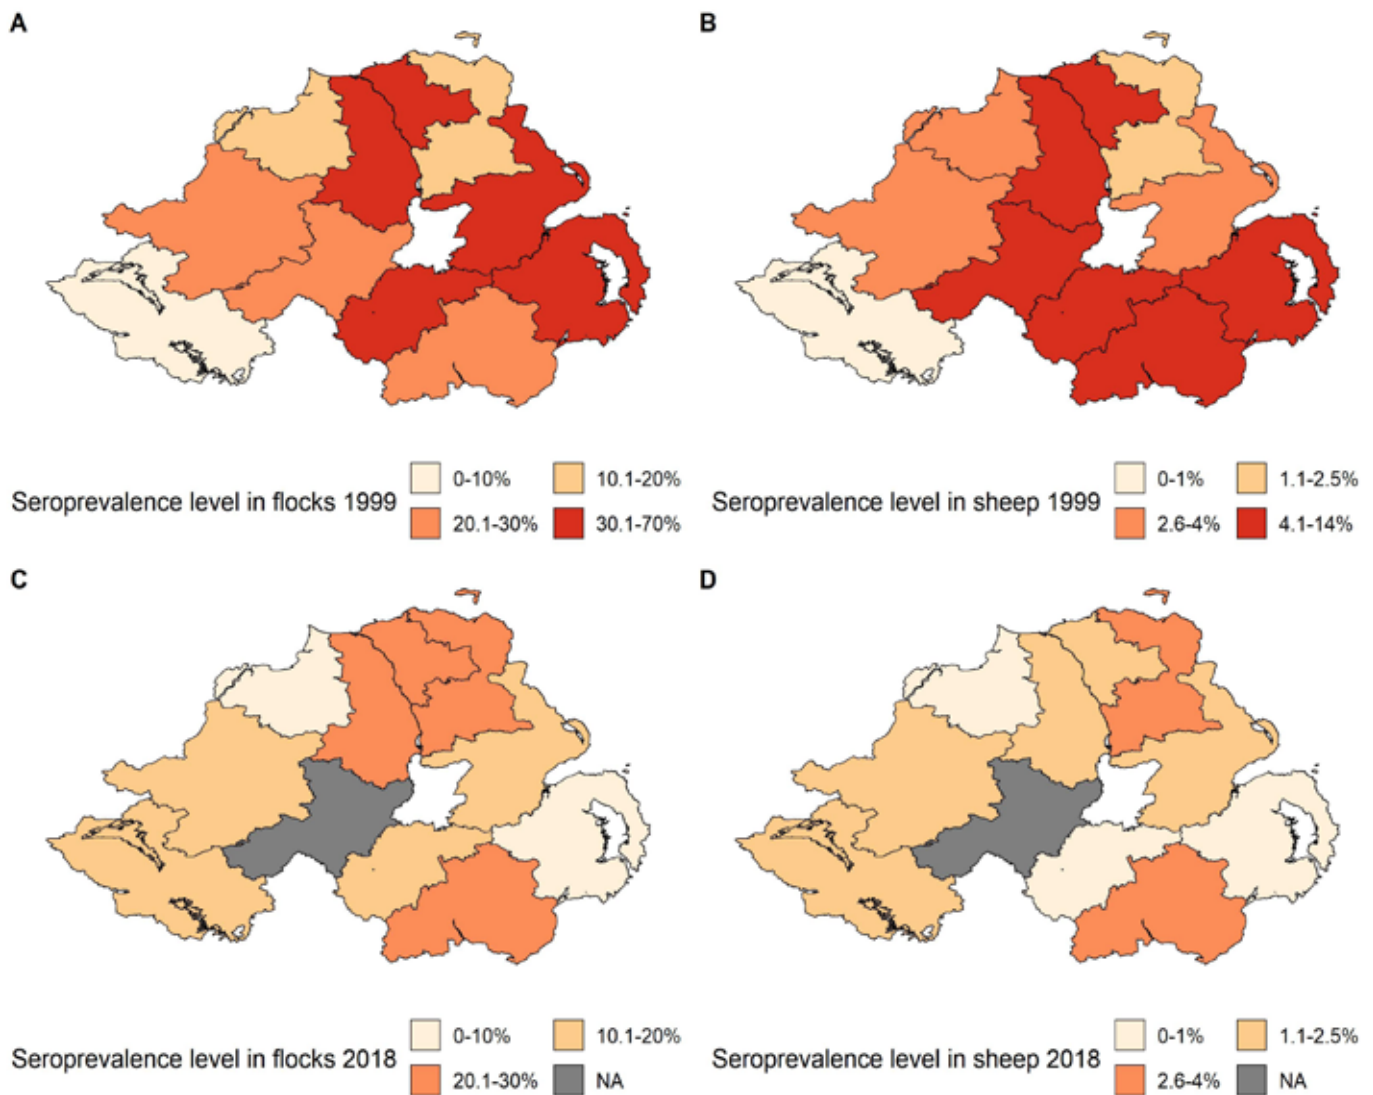 A
B
0-10%
10.1-20%
Seroprevalence level in flocks 1999
20.1-30%
30.1-70%
0-1%
1.1-2.5%
Seroprevalence level in sheep 1999
2.6-4%
4.1-14%
C
D
0-10%
10.1-20%
Seroprevalence level in flocks 2018
20.1-30%
NA
0-1%
1.1-2.5%
Seroprevalence level in sheep 2018
2.6-4%
NA